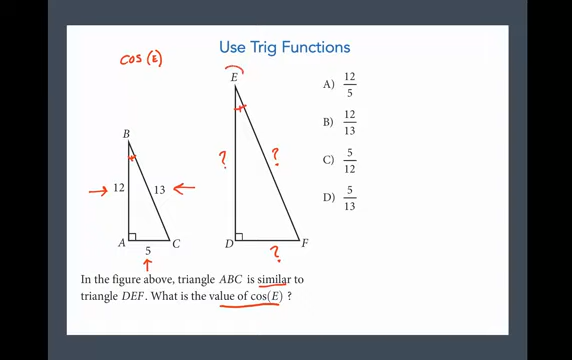 Use Trig Functions
cos (E)
E
A) 12/5
B) 12/13
C) 5/12
D) 5/13
B
? ?
12 13
A C D F
5 ?
In the figure above, triangle ABC is similar to
triangle DEF. What is the value of cos(E) ?